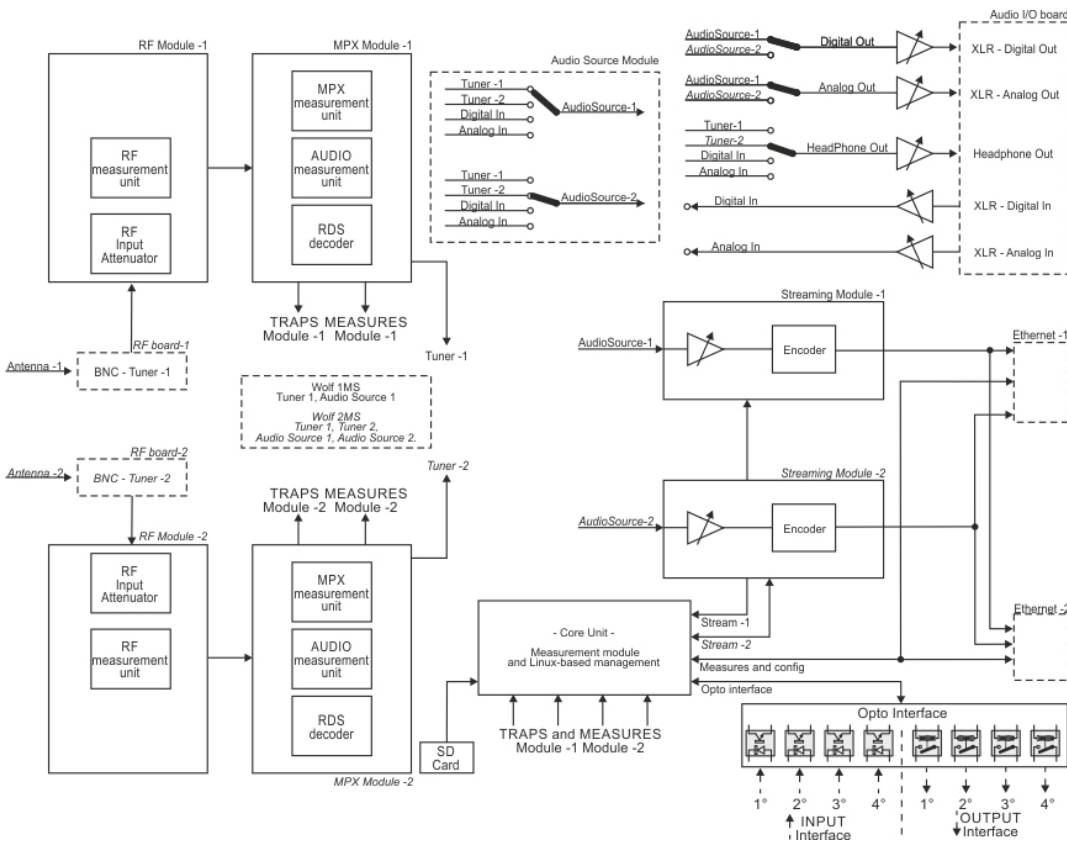 RF Module -1
MPX Module -1
RF
measurement
unit
RF
Input
Attenuator
MPX
measurement
unit
AUDIO
measurement
unit
RDS
decoder
TRAPS MEASURES
Module -1 Module -1
Tuner -1
RF board-1
Antenna -1
BNC - Tuner -1
Wolf 1MS
Tuner 1, Audio Source 1
Wolf 2MS
Tuner 1, Tuner 2,
Audio Source 1, Audio Source 2.
RF board-2
Antenna -2
BNC - Tuner -2
Tuner -2
TRAPS MEASURES
Module -2 Module -2
RF Module -2
RF
Input
Attenuator
RF
measurement
unit
MPX
measurement
unit
AUDIO
measurement
unit
RDS
decoder
MPX Module -2
Audio Source Module
Tuner -1
Tuner -2
Digital In
Analog In
AudioSource-1
Tuner -1
Tuner -2
Digital In
Analog In
AudioSource-2
Audio I/O board
AudioSource-1
AudioSource-2
Digital Out
XLR - Digital Out
AudioSource-1
AudioSource-2
Analog Out
XLR - Analog Out
Tuner-1
Tuner-2
Digital In
Analog In
HeadPhone Out
Headphone Out
Digital In
XLR - Digital In
Analog In
XLR - Analog In
Streaming Module -1
AudioSource-1
Encoder
Ethernet -1
Streaming Module -2
AudioSource-2
Encoder
Ethernet -2
- Core Unit -
Measurement module
and Linux-based management
Stream -1
Stream -2
Measures and config
Opto interface
SD
Card
TRAPS and MEASURES
Module -1 Module -2
Opto Interface
1° 2° 3° 4° 1° 2° 3° 4°
INPUT
Interface
OUTPUT
Interface